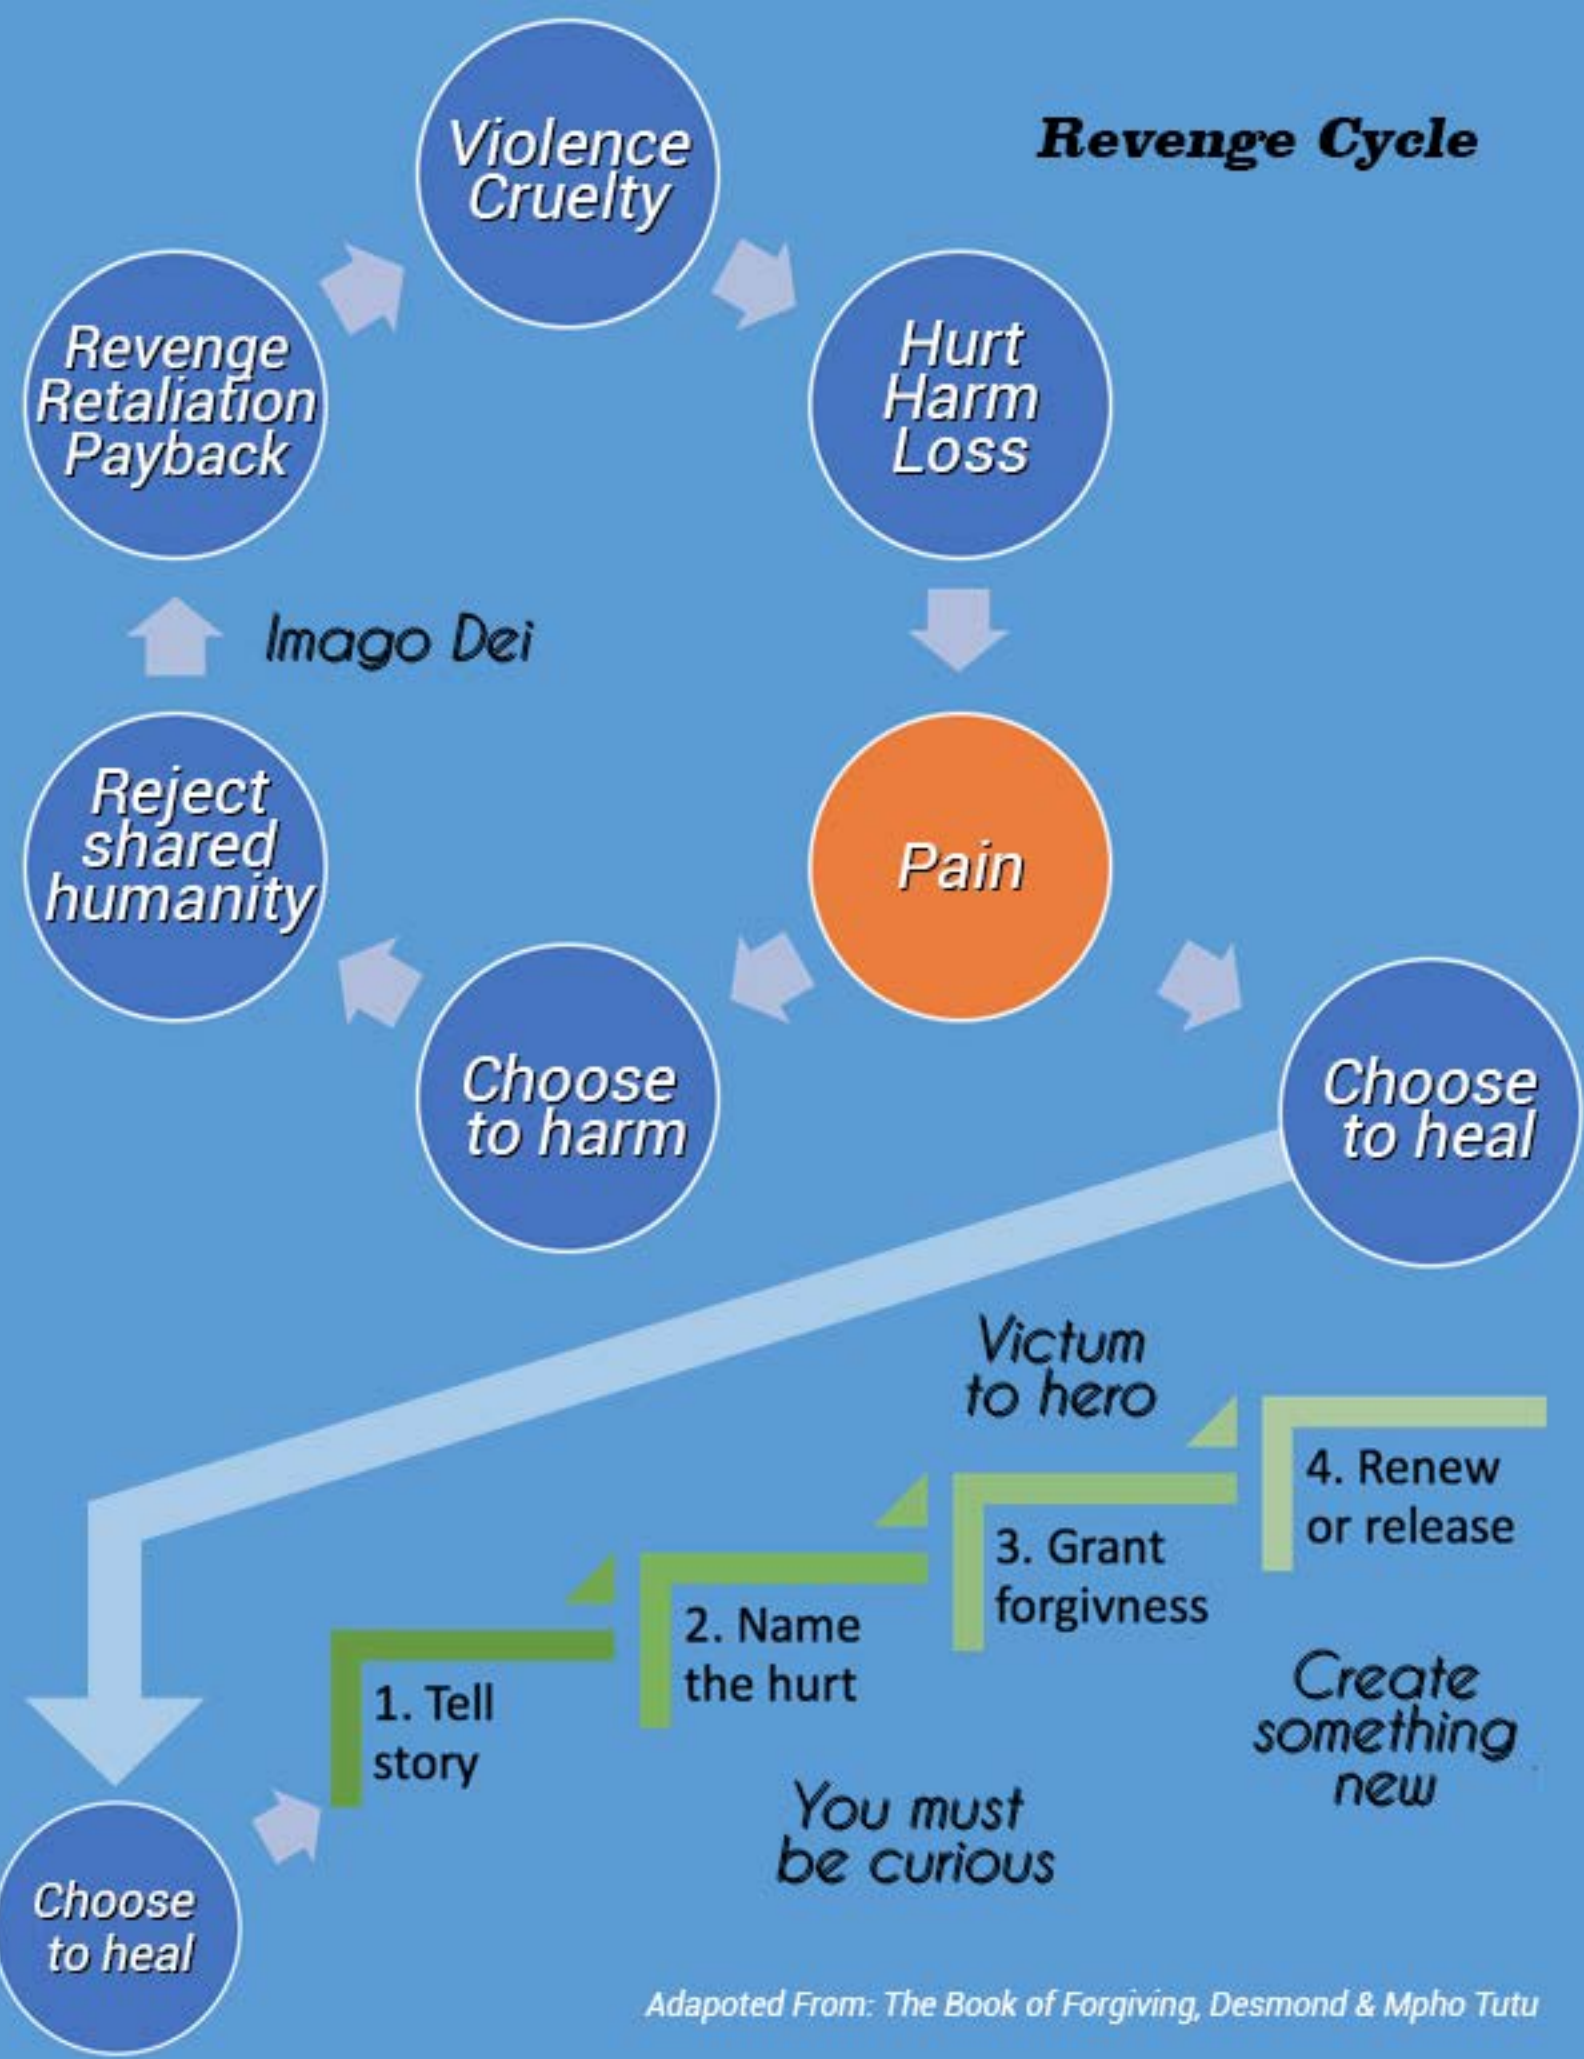 Revenge Cycle
Violence
Cruelty
Hurt
Harm
Loss
Pain
Choose
to harm
Reject
shared
humanity
Imago Dei
Revenge
Retaliation
Payback
Choose
to heal
Choose
to heal
1. Tell
story
2. Name
the hurt
3. Grant
forgivness
4. Renew
or release
Victum
to hero
You must
be curious
Create
something
new
Adapoted From: The Book of Forgiving, Desmond & Mpho Tutu